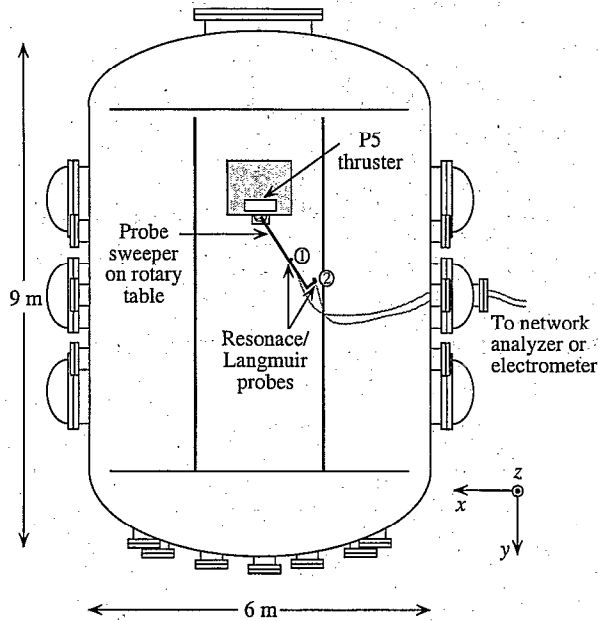 P5
thruster
Probe
sweeper
on rotary
table
①
②
9 m
Resonace/
Langmuir
probes
To network
analyzer or
electrometer
z
x
y
6 m